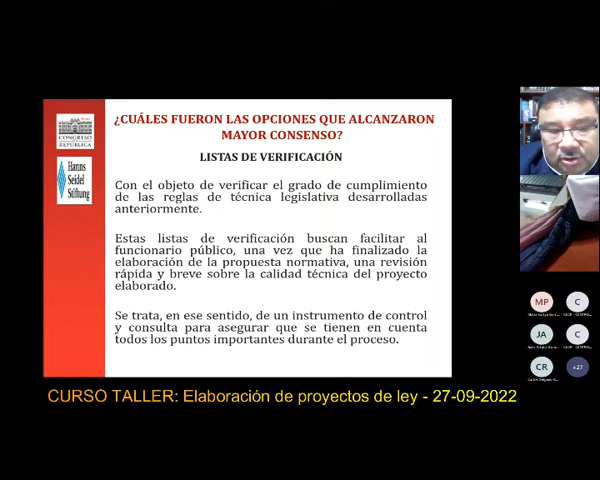 ¿CUÁLES FUERON LAS OPCIONES QUE ALCANZARON
MAYOR CONSENSO?
LISTAS DE VERIFICACIÓN
Con el objeto de verificar el grado de cumplimiento
de las reglas de técnica legislativa desarrolladas
anteriormente.
Estas listas de verificación buscan facilitar al
funcionario público, una vez que ha finalizado la
elaboración de la propuesta normativa, una revisión
rápida y breve sobre la calidad técnica del proyecto
elaborado.
Se trata, en ese sentido, de un instrumento de control
y consulta para asegurar que se tienen en cuenta
todos los puntos importantes durante el proceso.
CONGRESO
REPÚBLICA
Hanns
Seidel
Stiftung
MP
C
JA
C
CR
+27
CURSO TALLER: Elaboración de proyectos de ley - 27-09-2022